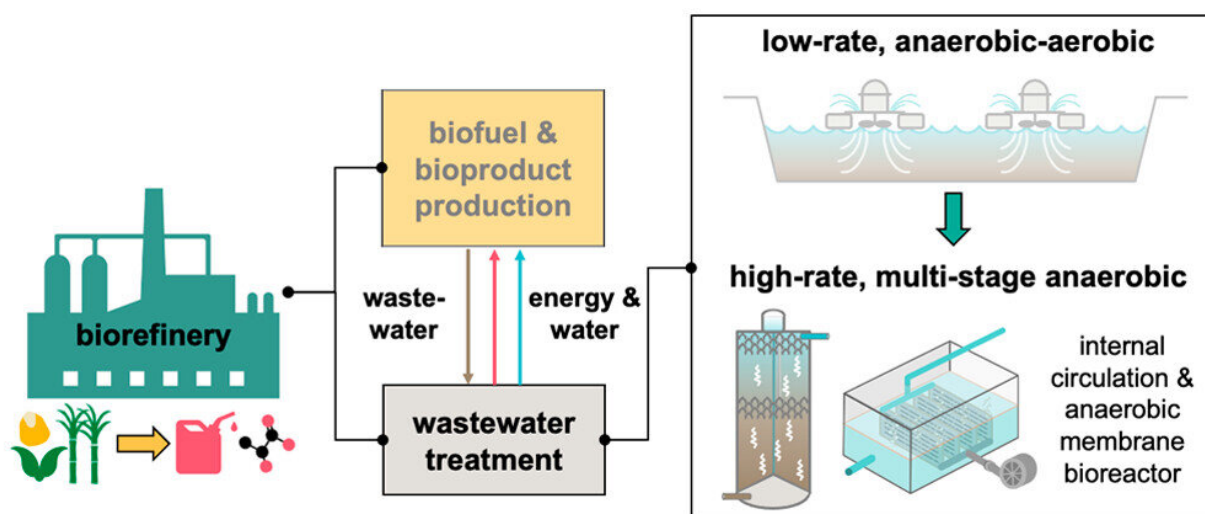 low-rate, anaerobic-aerobic
biofuel &
bioproduct
production
waste-
water
energy &
water
biorefinery
wastewater
treatment
high-rate, multi-stage anaerobic
internal
circulation &
anaerobic
membrane
bioreactor